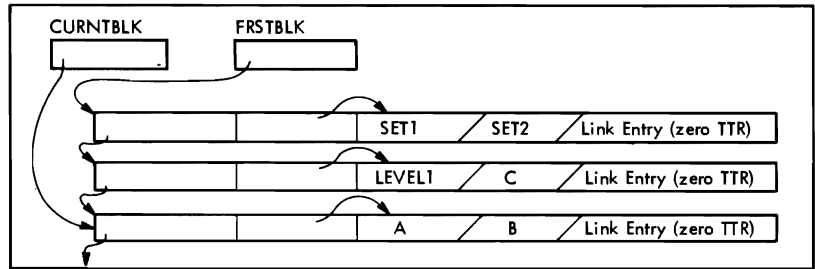 CURNTBLK FRSTBLK
SET1 SET2 Link Entry (zero TTR)
LEVEL1 C Link Entry (zero TTR)
A B Link Entry (zero TTR)